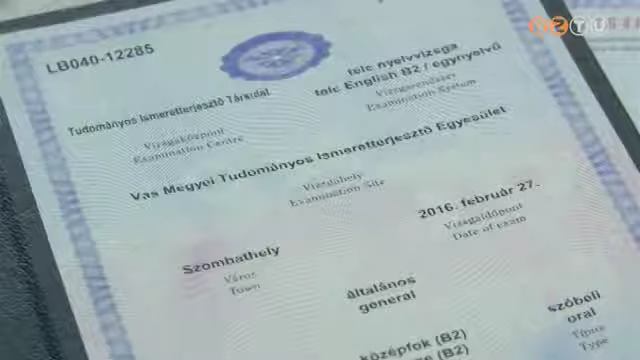 LB040-12285
Tudományos Ismeretterjesztő Társulat
Vizsgaközpont
Examination Centre
telc nyelvvizsga
telc English B2 / egynyelvű
Vizsgarendszer
Examination System
Vas Megyei Tudományos Ismeretterjesztő Egyesület
Vizsgahely
Examination Site
2016. február 27.
Vizsgaidőpont
Date of exam
Szombathely
Város
Town
általános
general
szóbeli
oral
Típus
Type
középfok (B2)
(B2)